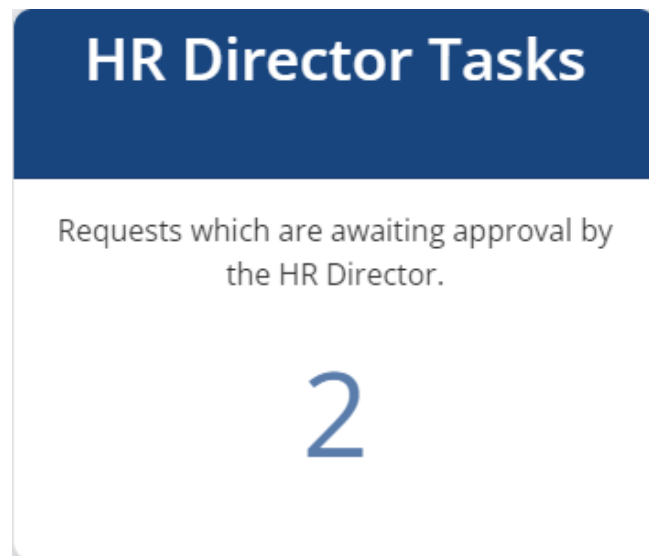 HR Director Tasks
Requests which are awaiting approval by
the HR Director.
2